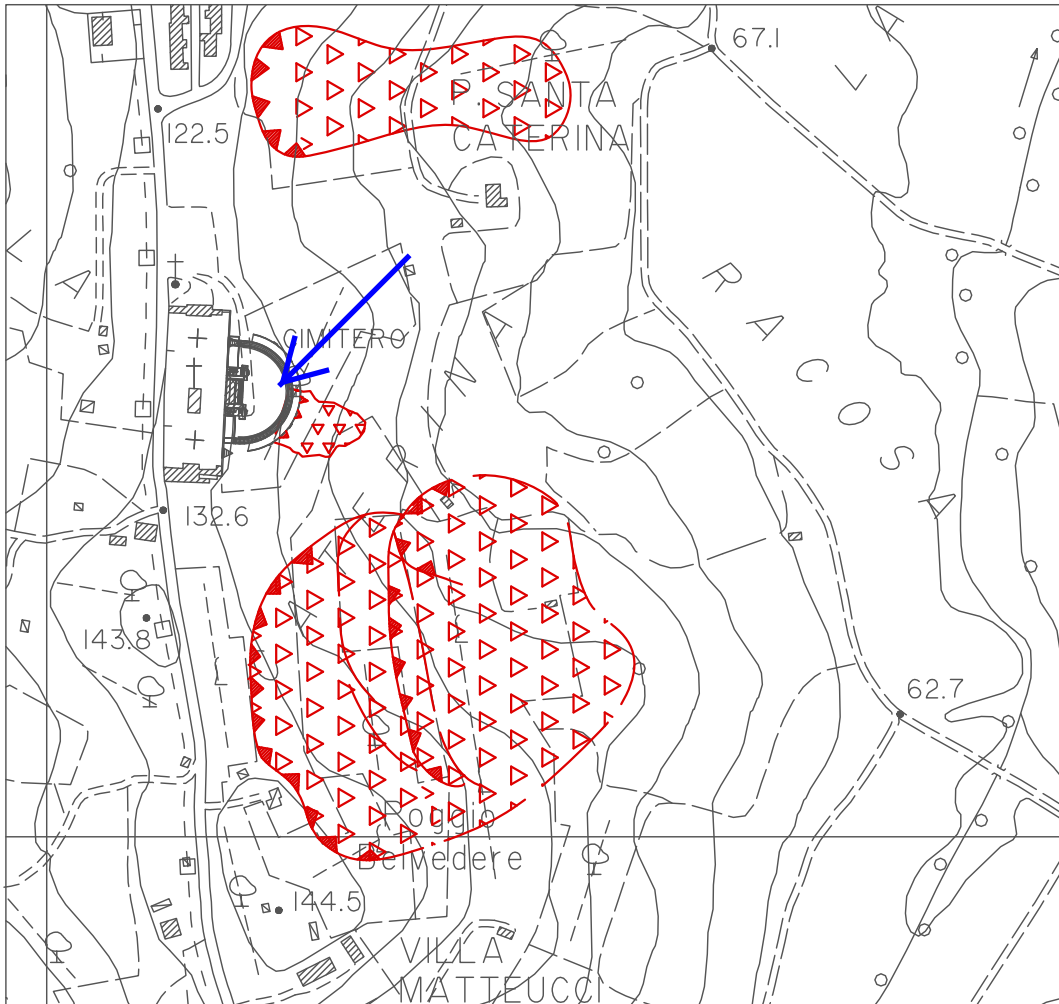 67.1
P. SANTA
CATERINA
122.5
CIMITERO
132.6
143.8
62.7
Poggio
Belvedere
144.5
VILLA
MATTEUCCI